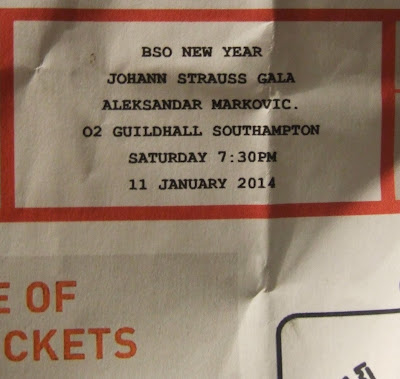 BSO NEW YEAR
JOHANN STRAUSS GALA
ALEKSANDAR MARKOVIC.
O2 GUILDHALL SOUTHAMPTON
SATURDAY 7:30PM
11 JANUARY 2014
E OF
CKETS